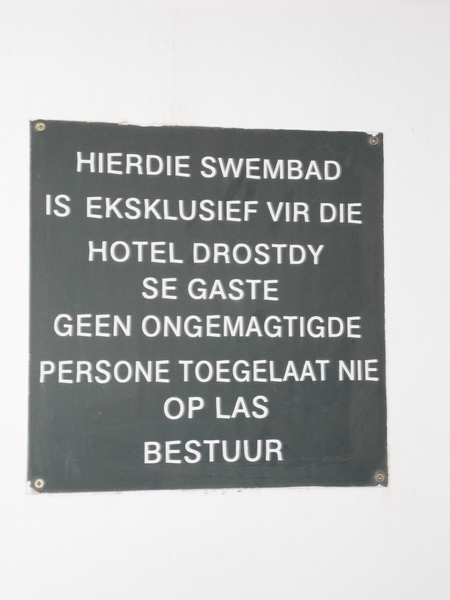 HIERDIE SWEMBAD
IS EKSKLUSIEF VIR DIE
HOTEL DROSTDY
SE GASTE
GEEN ONGEMAGTIGDE
PERSONE TOEGELAAT NIE
OP LAS
BESTUUR